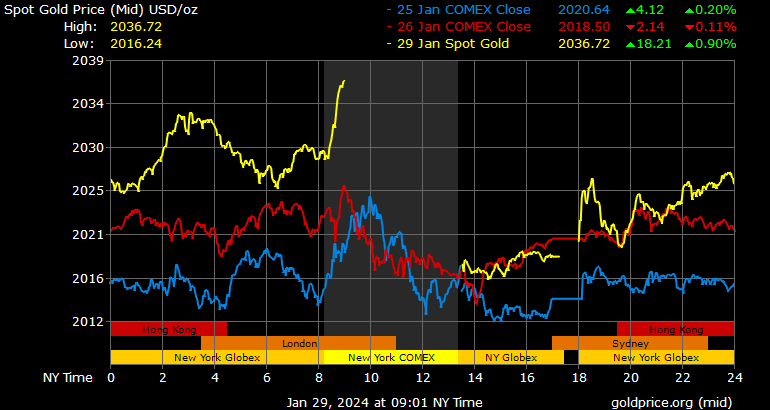 Spot Gold Price (Mid) USD/oz - 25 Jan COMEX Close 2020.64 ▲4.12 ▲0.20%
High: 2036.72 - 26 Jan COMEX Close 2018.50 ▼2.14 ▼0.11%
Low: 2016.24 - 29 Jan Spot Gold 2036.72 ▲18.21 ▲0.90%
2039
2034
2030
2025
2021
2016
2012
Hong Kong Hong Kong
London Sydney
New York Globex New York COMEX NY Globex New York Globex
NY Time 0 2 4 6 8 10 12 14 16 18 20 22 24
Jan 29, 2024 at 09:01 NY Time goldprice.org (mid)